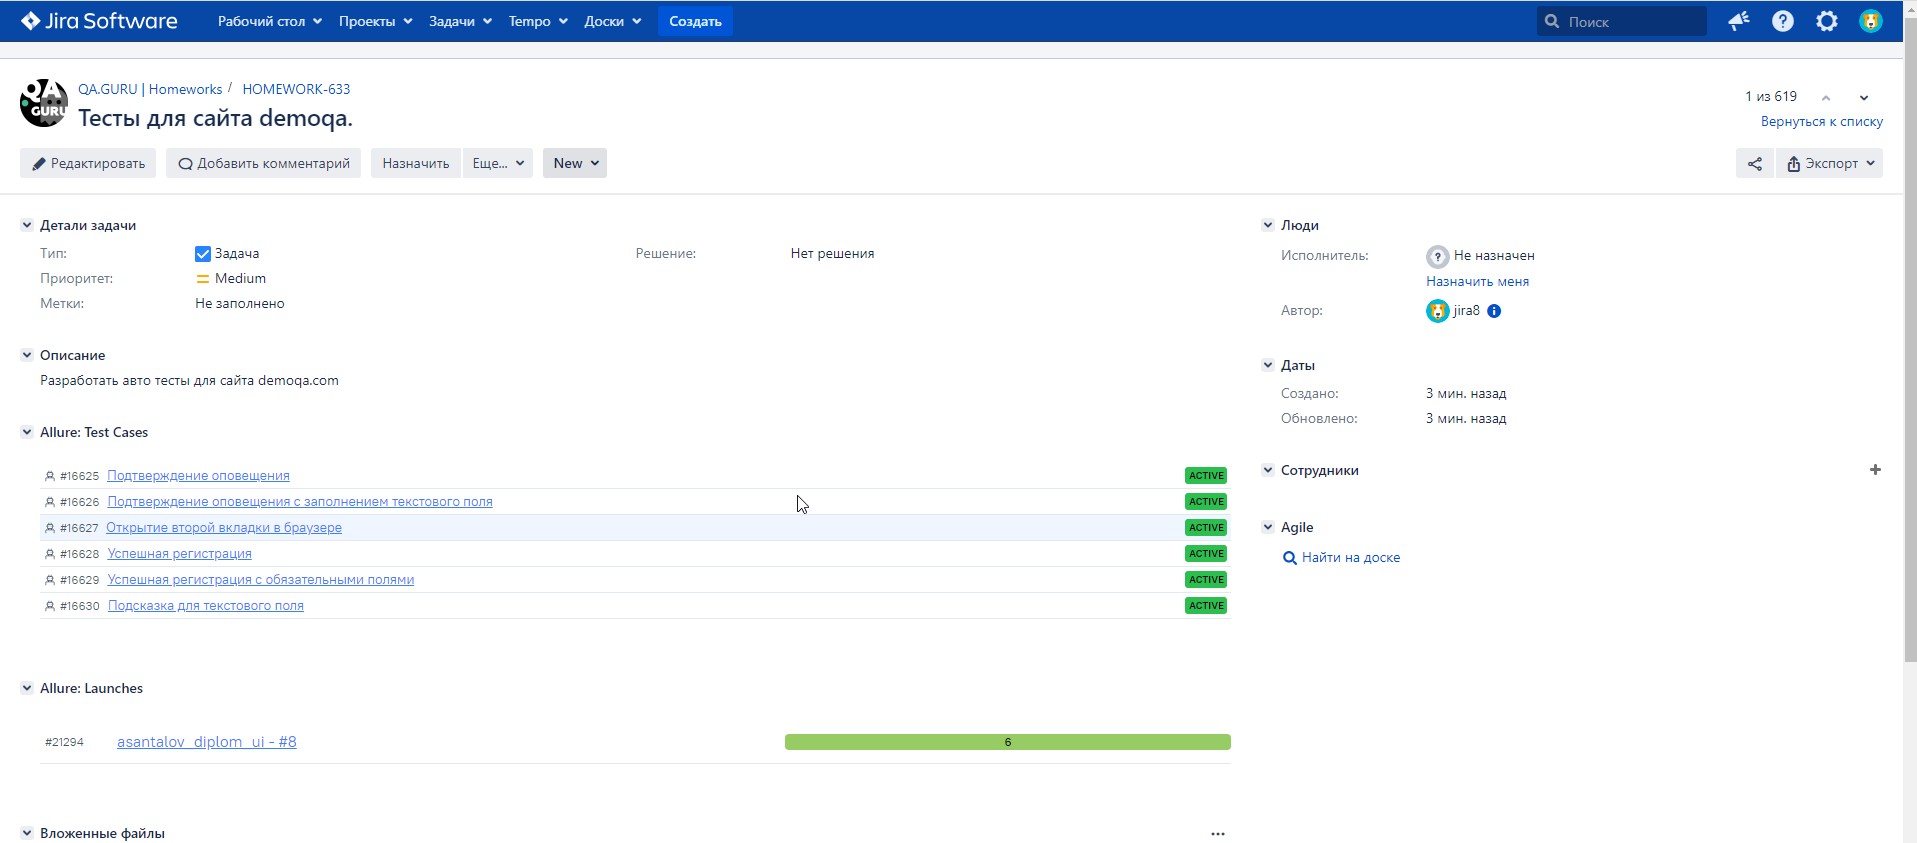 Jira Software Рабочий стол Проекты Задачи Tempo Доски Создать Поиск
QA GURU
QA.GURU | Homeworks / HOMEWORK-633
Тесты для сайта demoqa.
1 из 619
Вернуться к списку
Редактировать Добавить комментарий Назначить Еще... New Экспорт
Детали задачи
Тип: Задача Решение: Нет решения
Приоритет: Medium
Метки: Не заполнено
Описание
Разработать авто тесты для сайта demoqa.com
Allure: Test Cases
#16625 Подтверждение оповещения ACTIVE
#16626 Подтверждение оповещения с заполнением текстового поля ACTIVE
#16627 Открытие второй вкладки в браузере ACTIVE
#16628 Успешная регистрация ACTIVE
#16629 Успешная регистрация с обязательными полями ACTIVE
#16630 Подсказка для текстового поля ACTIVE
Allure: Launches
#21294 asantalov_diplom_ui - #8 6
Вложенные файлы ...
Люди
Исполнитель: Не назначен
Назначить меня
Автор: jira8
Даты
Создано: 3 мин. назад
Обновлено: 3 мин. назад
Сотрудники +
Agile
Найти на доске